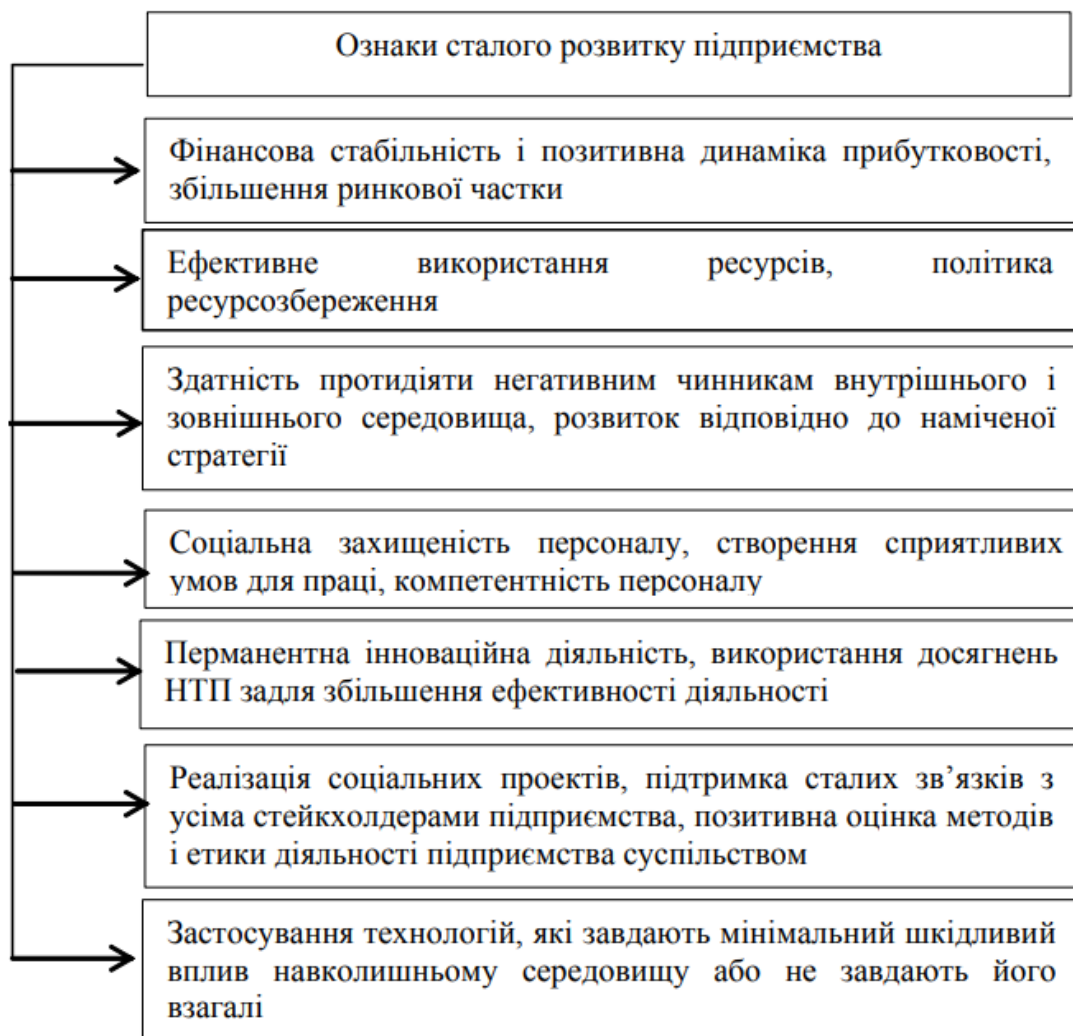 Ознаки сталого розвитку підприємства
Фінансова стабільність і позитивна динаміка прибутковості,
збільшення ринкової частки
Ефективне використання ресурсів, політика
ресурсозбереження
Здатність протидіяти негативним чинникам внутрішнього і
зовнішнього середовища, розвиток відповідно до наміченої
стратегії
Соціальна захищеність персоналу, створення сприятливих
умов для праці, компетентність персоналу
Перманентна інноваційна діяльність, використання досягнень
НТП задля збільшення ефективності діяльності
Реалізація соціальних проектів, підтримка сталих зв’язків з
усіма стейкхолдерами підприємства, позитивна оцінка методів
і етики діяльності підприємства суспільством
Застосування технологій, які завдають мінімальний шкідливий
вплив навколишньому середовищу або не завдають його
взагалі